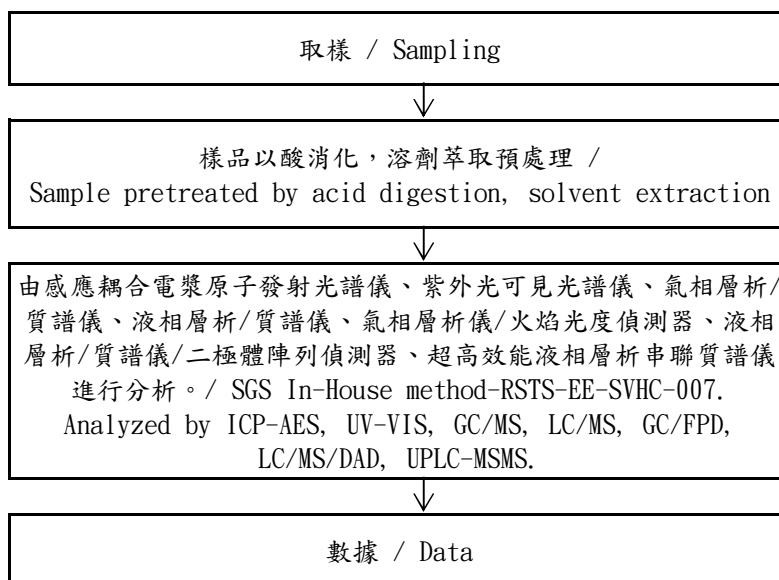 取樣 / Sampling
樣品以酸消化，溶劑萃取預處理 /
Sample pretreated by acid digestion, solvent extraction
由感應耦合電漿原子發射光譜儀、紫外光可見光譜儀、氣相層析/
質譜儀、液相層析/質譜儀、氣相層析儀/火焰光度偵測器、液相
層析/質譜儀/二極體陣列偵測器、超高效能液相層析串聯質譜儀
進行分析。/ SGS In-House method-RSTS-EE-SVHC-007.
Analyzed by ICP-AES, UV-VIS, GC/MS, LC/MS, GC/FPD,
LC/MS/DAD, UPLC-MSMS.
數據 / Data